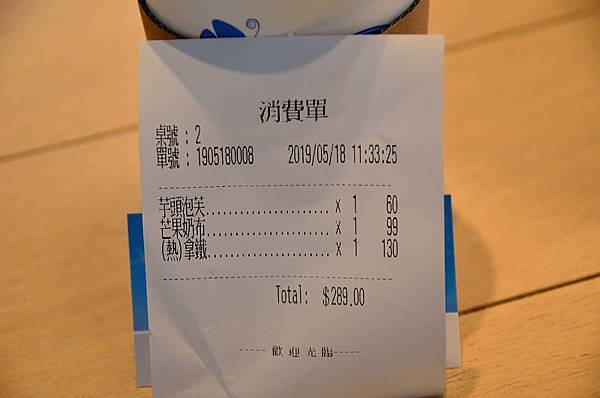 消費單
桌號 : 2
單號 : 1905180008 2019/05/18 11:33:25
--------------------------------------
芋頭泡芙...................... x 1 60
芒果奶布...................... x 1 99
(熱)拿鐵...................... x 1 130
--------------------------------------
Total: $289.00
----- 歡 迎 光 臨-----